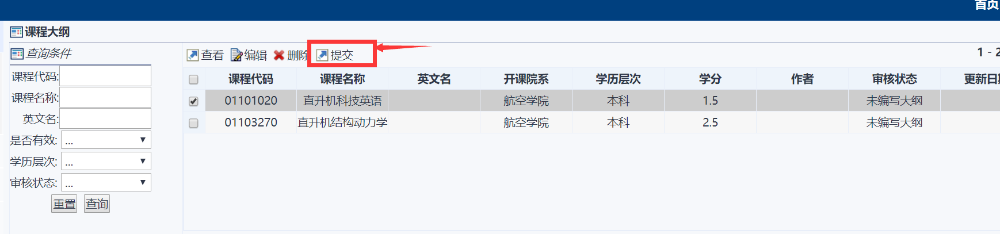 首页
课程大纲
查询条件
课程代码:
课程名称:
英文名:
是否有效: ...
学历层次: ...
审核状态: ...
重置 查询
查看 编辑 删除 提交 1 - 2
课程代码 课程名称 英文名 开课院系 学历层次 学分 作者 审核状态 更新日期
01101020 直升机科技英语 航空学院 本科 1.5 未编写大纲
01103270 直升机结构动力学 航空学院 本科 2.5 未编写大纲